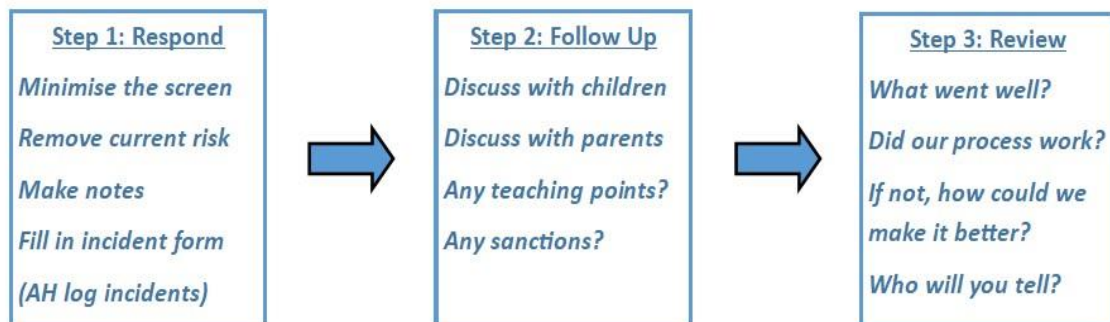 Step 1: Respond
Minimise the screen
Remove current risk
Make notes
Fill in incident form
(AH log incidents)
Step 2: Follow Up
Discuss with children
Discuss with parents
Any teaching points?
Any sanctions?
Step 3: Review
What went well?
Did our process work?
If not, how could we
make it better?
Who will you tell?